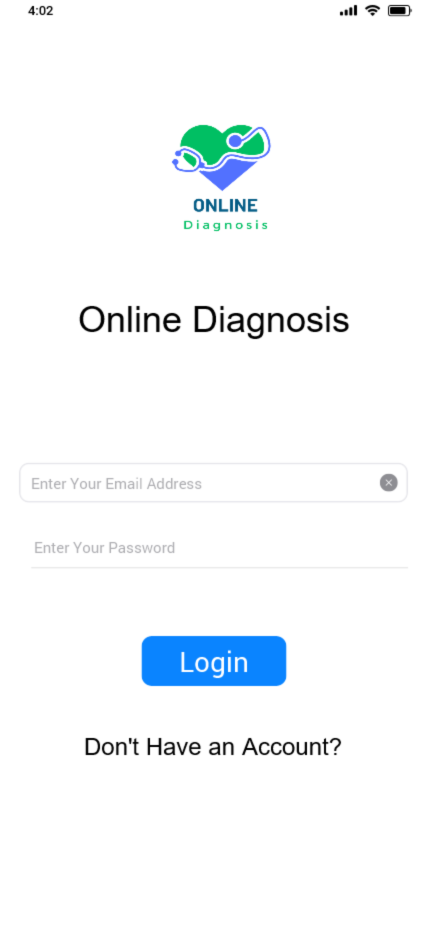 4:02
ONLINE
Diagnosis
Online Diagnosis
Enter Your Email Address
Enter Your Password
Login
Don't Have an Account?